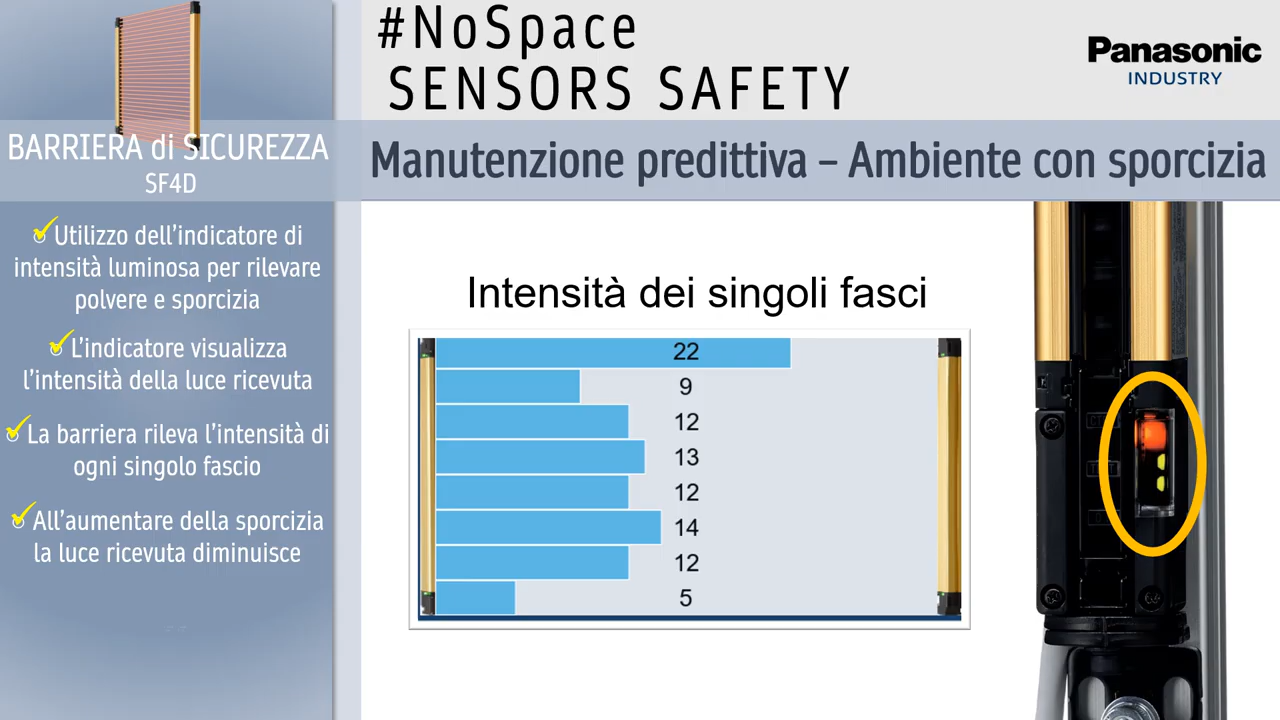 #NoSpace
SENSORS SAFETY
Panasonic
INDUSTRY
BARRIERA di SICUREZZA
SF4D
Manutenzione predittiva – Ambiente con sporcizia
Utilizzo dell'indicatore di
intensità luminosa per rilevare
polvere e sporcizia
L'indicatore visualizza
l'intensità della luce ricevuta
La barriera rileva l'intensità di
ogni singolo fascio
All'aumentare della sporcizia
la luce ricevuta diminuisce
Intensità dei singoli fasci
22
9
12
13
12
14
12
5